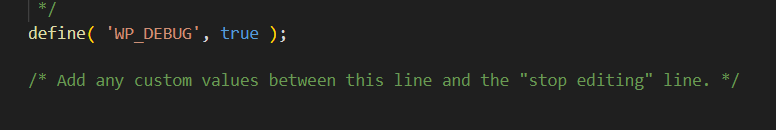 */
define( 'WP_DEBUG', true );
/* Add any custom values between this line and the "stop editing" line. */